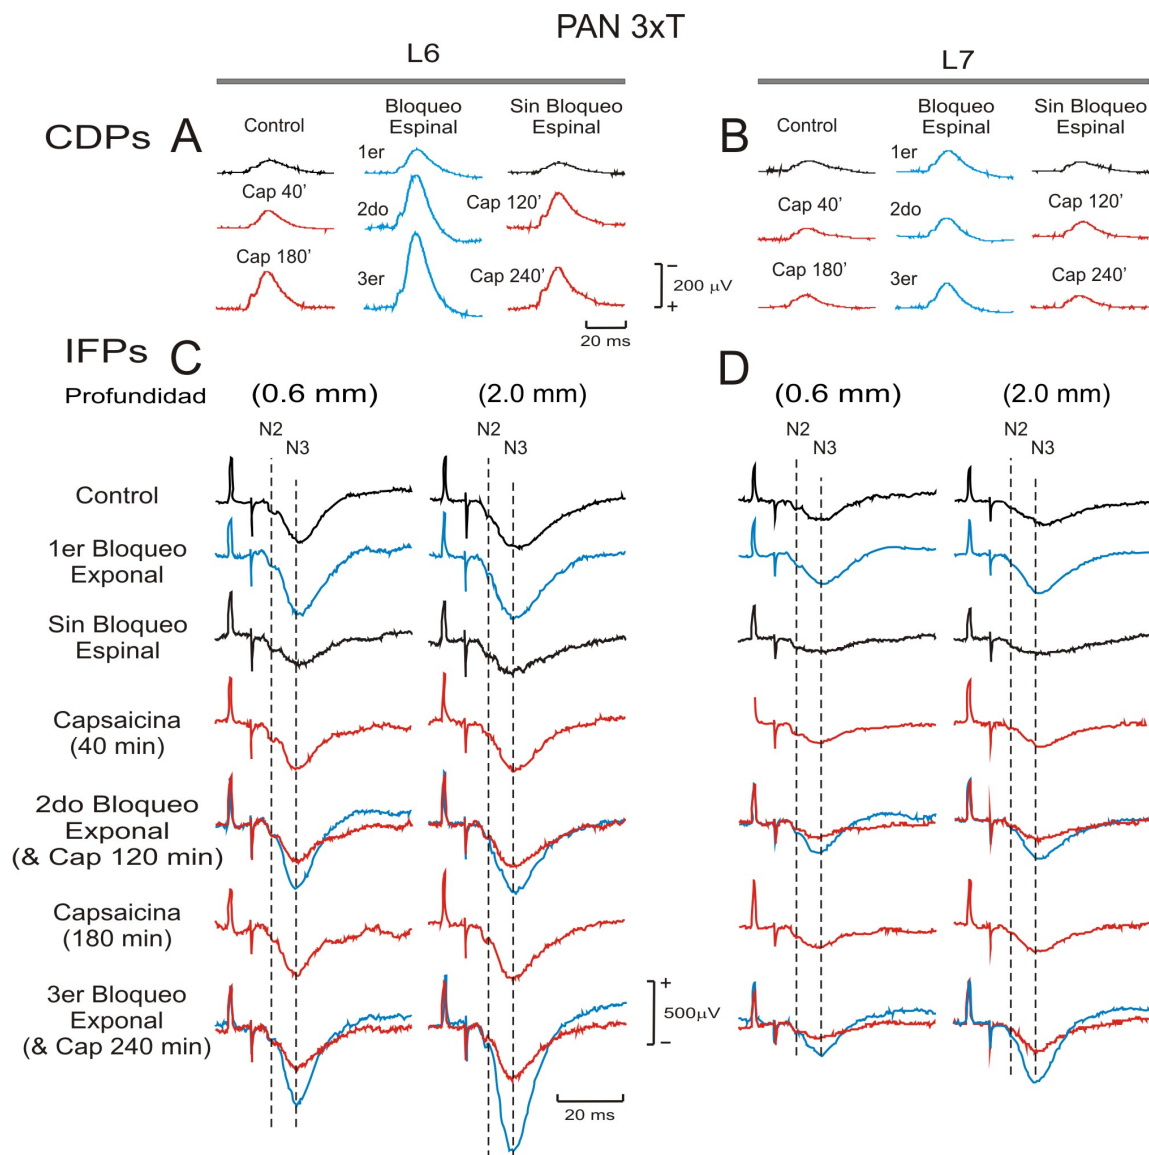 PAN 3xT
L6
L7
CDPs
A
Control
Bloqueo
Espinal
Sin Bloqueo
Espinal
1er
Cap 40’
2do
Cap 120’
Cap 180’
3er
Cap 240’
−
200 μV
+
20 ms
B
Control
Bloqueo
Espinal
Sin Bloqueo
Espinal
1er
Cap 40’
2do
Cap 120’
Cap 180’
3er
Cap 240’
IFPs
C
D
Profundidad
(0.6 mm)
(2.0 mm)
(0.6 mm)
(2.0 mm)
N2
N3
N2
N3
N2
N3
N2
N3
Control
1er Bloqueo
Exponal
Sin Bloqueo
Espinal
Capsaicina
(40 min)
2do Bloqueo
Exponal
(& Cap 120 min)
Capsaicina
(180 min)
3er Bloqueo
Exponal
(& Cap 240 min)
+
500μV
−
20 ms